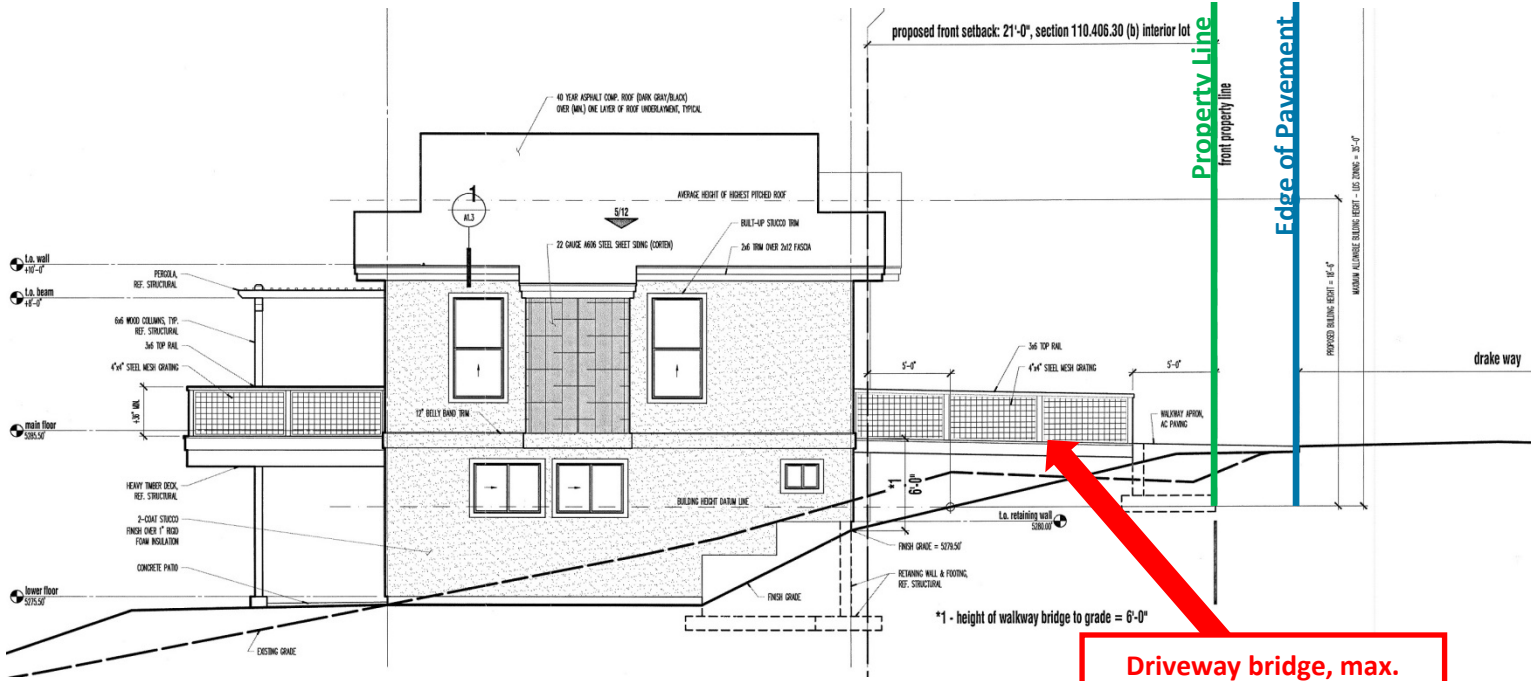 proposed front setback: 21'-0", section 110.406.30 (b) interior lot
Property Line
front property line
Edge of Pavement
40 YEAR ASPHALT COMP. ROOF (DARK GRAY/BLACK)
OVER (MIN.) ONE LAYER OF ROOF UNDERLAYMENT, TYPICAL
AVERAGE HEIGHT OF HIGHEST PITCHED ROOF
1
A1.3
5/12
BUILT-UP STUCCO TRIM
22 GAUGE A606 STEEL SHEET SIDING (CORTEN)
2x6 TRIM OVER 2x12 FASCIA
t.o. wall
+10'-0"
PERGOLA,
REF. STRUCTURAL
t.o. beam
+8'-0"
6x6 WOOD COLUMNS, TYP.
REF. STRUCTURAL
3x6 TOP RAIL
4"x4" STEEL MESH GRATING
+36" MIN.
12" BELLY BAND TRIM
main floor
5285.50'
HEAVY TIMBER DECK,
REF. STRUCTURAL
2-COAT STUCCO
FINISH OVER 1" RIGID
FOAM INSULATION
CONCRETE PATIO
lower floor
5275.50'
EXISTING GRADE
BUILDING HEIGHT DATUM LINE
FINISH GRADE
*1
6'-0"
5'-0"
3x6 TOP RAIL
4"x4" STEEL MESH GRATING
5'-0"
WALKWAY APRON,
AC PAVING
t.o. retaining wall
5280.00'
FINISH GRADE = 5279.50'
RETAINING WALL & FOOTING,
REF. STRUCTURAL
*1 - height of walkway bridge to grade = 6'-0"
PROPOSED BUILDING HEIGHT = 18'-6"
MAXIMUM ALLOWABLE BUILDING HEIGHT - LDS ZONING = 35'-0"
drake way
Driveway bridge, max.